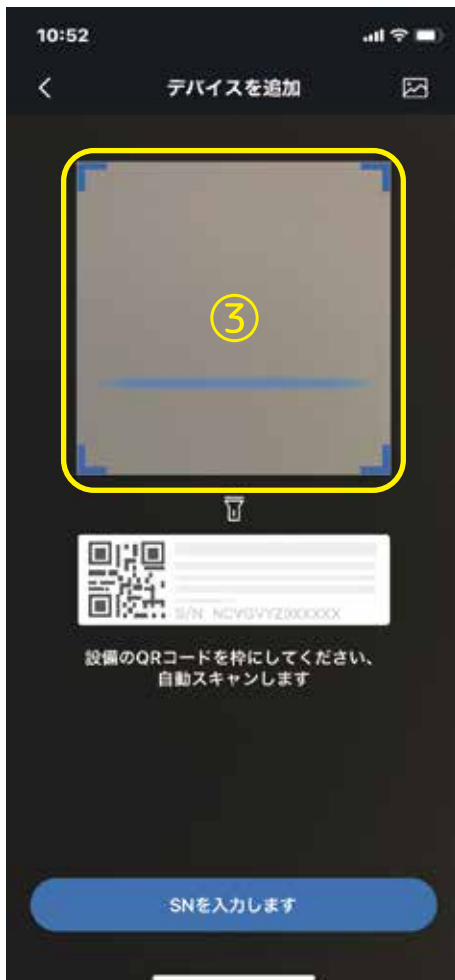 10:52
デバイスを追加
③
S/N NCVGVYZIXXXXXX
設備のQRコードを枠にしてください、
自動スキャンします
SNを入力します